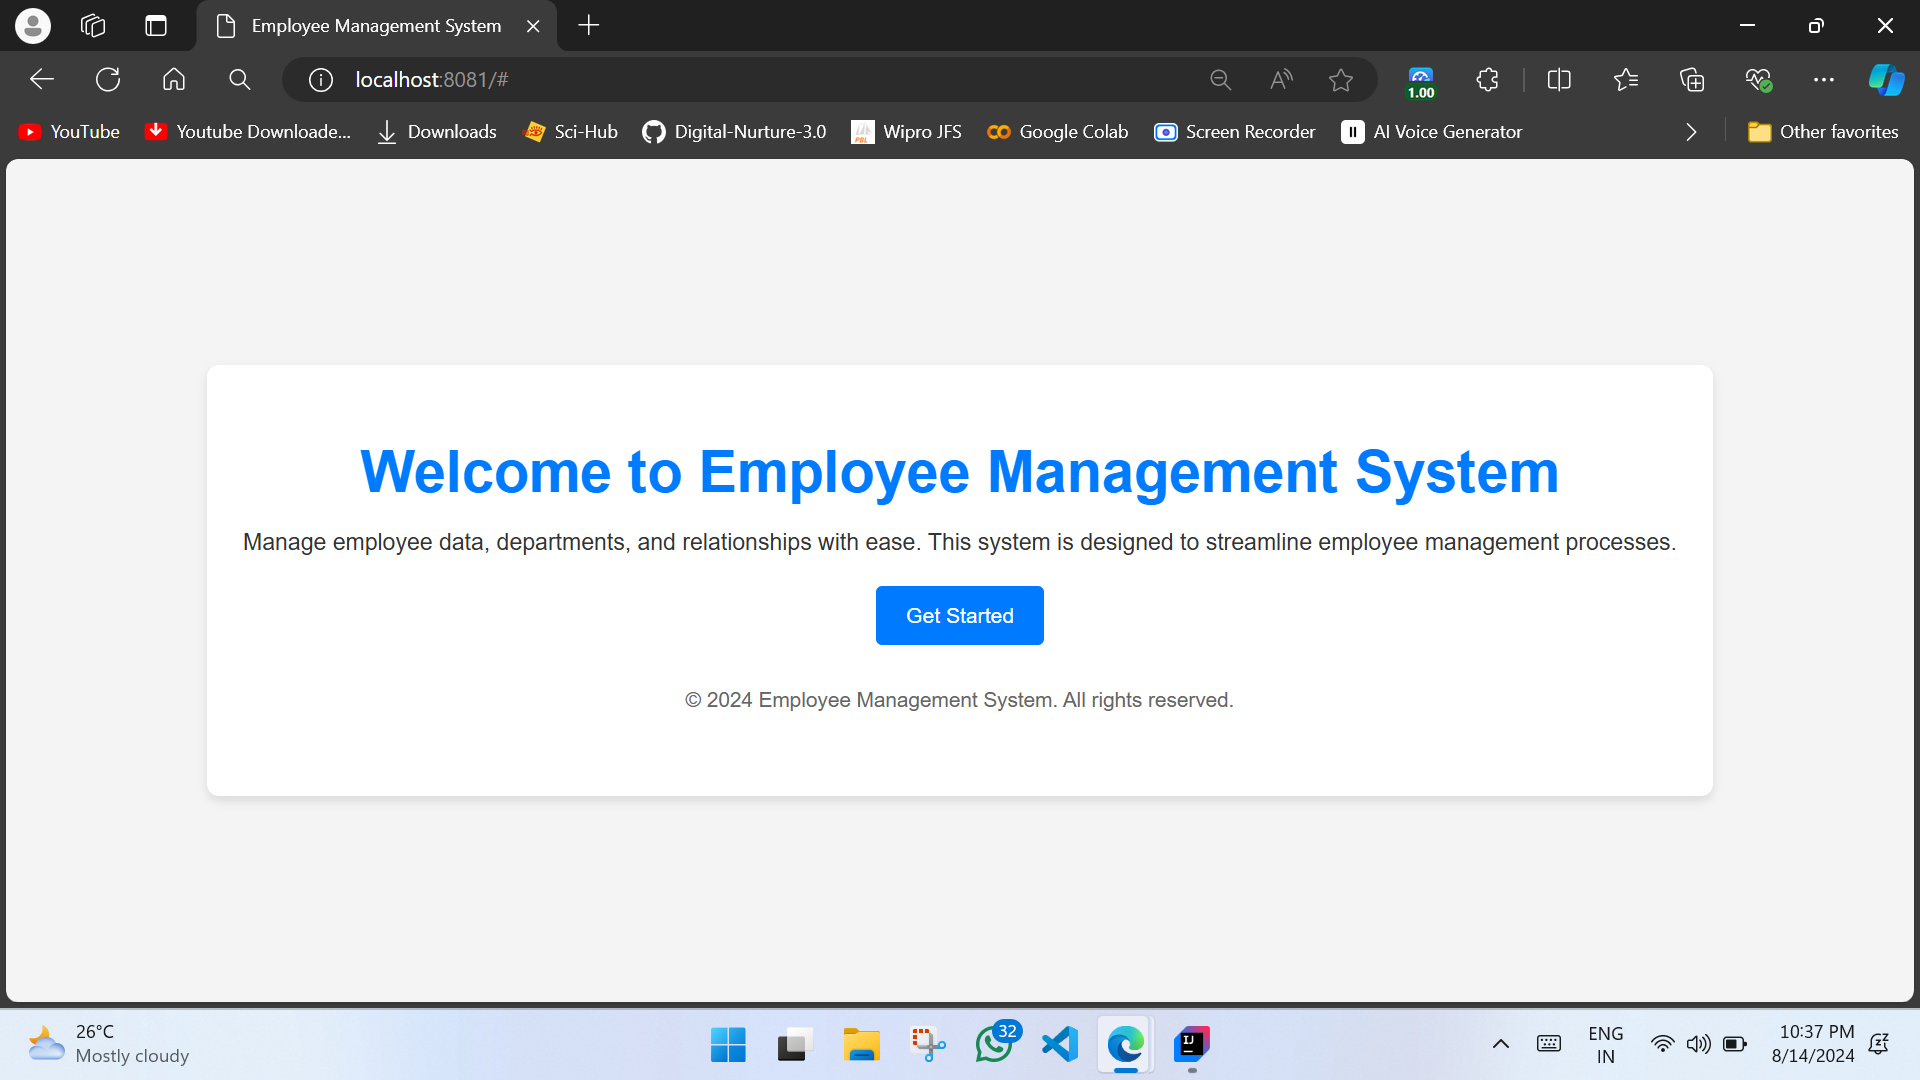 Employee Management System
localhost:8081/#
1.00
YouTube
Youtube Downloade...
Downloads
Sci-Hub
Digital-Nurture-3.0
Wipro JFS
Google Colab
Screen Recorder
AI Voice Generator
Other favorites
Welcome to Employee Management System
Manage employee data, departments, and relationships with ease. This system is designed to streamline employee management processes.
Get Started
© 2024 Employee Management System. All rights reserved.
26°C
Mostly cloudy
32
IJ
ENG
IN
10:37 PM
8/14/2024